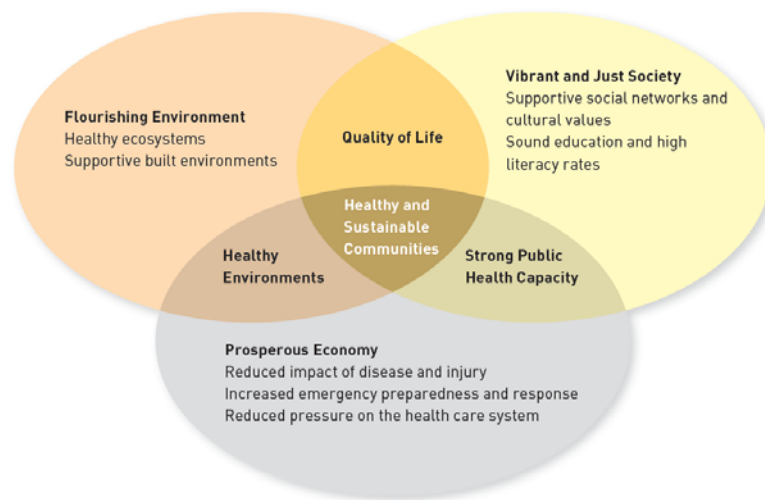 Flourishing Environment
Healthy ecosystems
Supportive built environments
Quality of Life
Vibrant and Just Society
Supportive social networks and
cultural values
Sound education and high
literacy rates
Healthy and
Sustainable
Communities
Healthy
Environments
Strong Public
Health Capacity
Prosperous Economy
Reduced impact of disease and injury
Increased emergency preparedness and response
Reduced pressure on the health care system